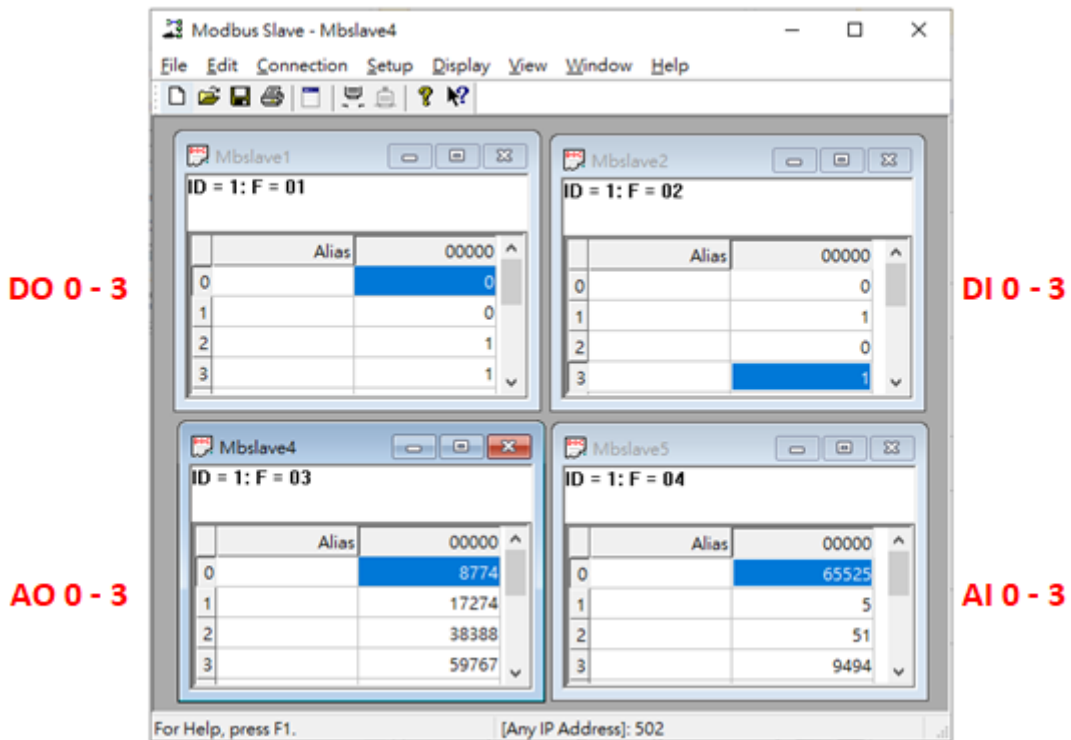 Modbus Slave - Mbslave4
File Edit Connection Setup Display View Window Help
Mbslave1
ID = 1: F = 01
Alias 00000
0 0
1 0
2 1
3 1
DO 0 - 3
Mbslave2
ID = 1: F = 02
Alias 00000
0 0
1 1
2 0
3 1
DI 0 - 3
Mbslave4
ID = 1: F = 03
Alias 00000
0 8774
1 17274
2 38388
3 59767
AO 0 - 3
Mbslave5
ID = 1: F = 04
Alias 00000
0 65525
1 5
2 51
3 9494
AI 0 - 3
For Help, press F1. [Any IP Address]: 502